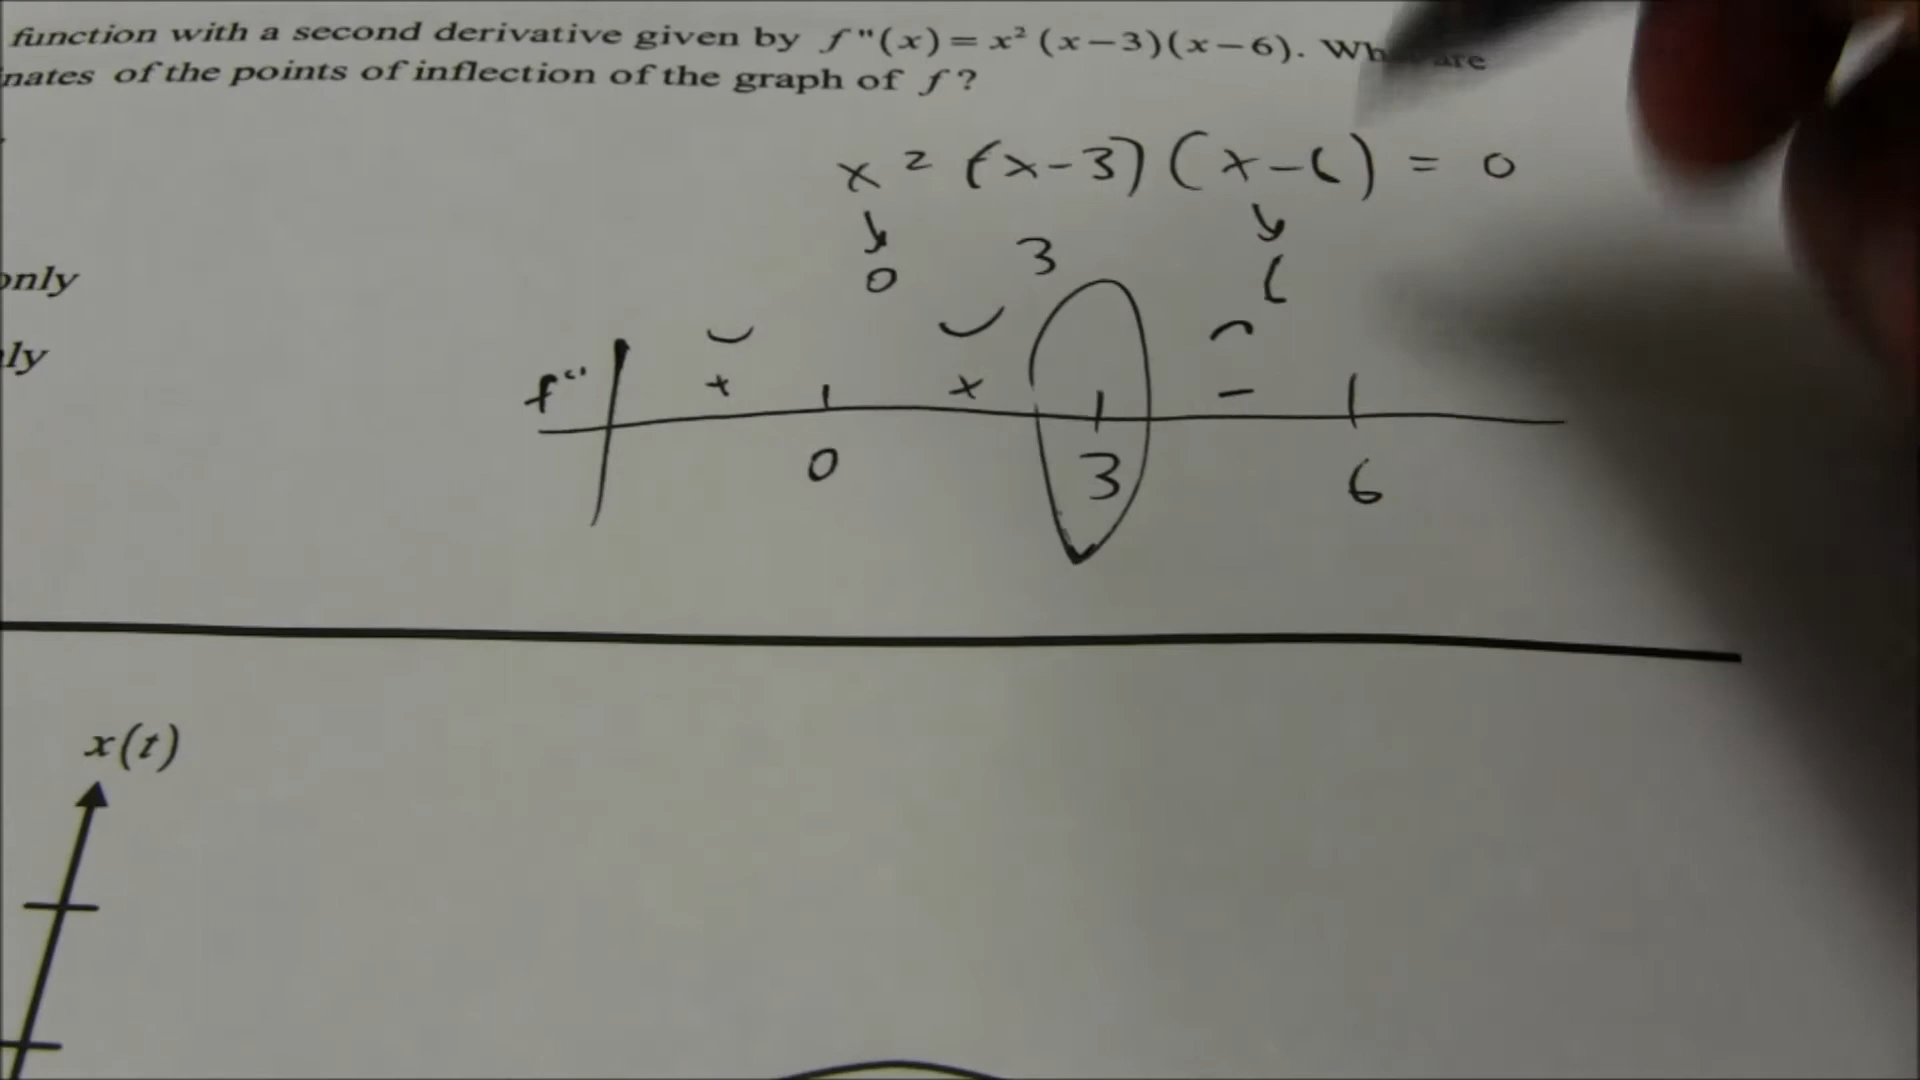 function with a second derivative given by f "(x) = x² (x−3)(x−6). are
nates of the points of inflection of the graph of f ?
x² (x-3) (x-6) = 0
0 3 6
only
ly
f'' + + -
0 3 6
x(t)